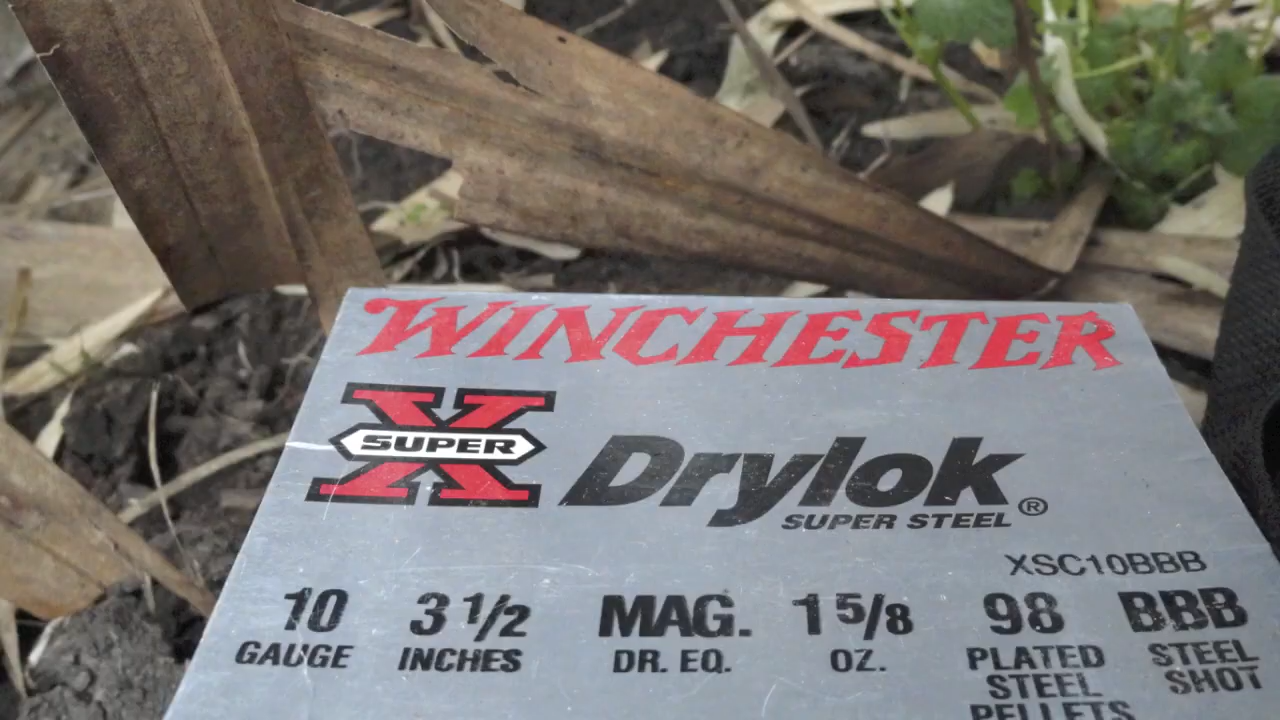 WINCHESTER
X
SUPER
Drylok®
SUPER STEEL
XSC10BBB
10 3 1/2 MAG. 1 5/8 98 BBB
GAUGE INCHES DR. EQ. OZ. PLATED STEEL
STEEL SHOT
PELLETS